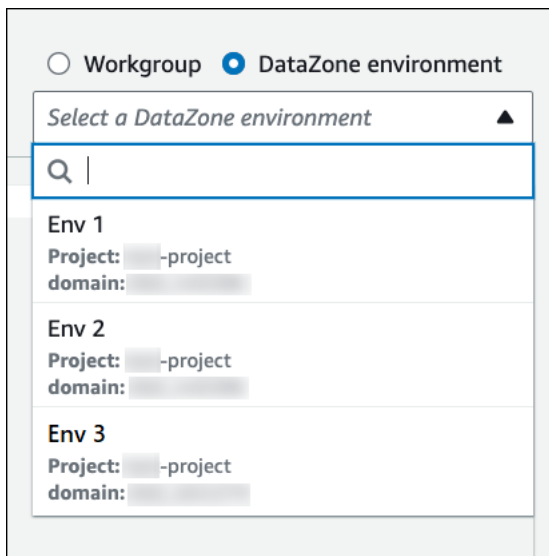 Workgroup DataZone environment
Select a DataZone environment
Env 1
Project: -project
domain:
Env 2
Project: -project
domain:
Env 3
Project: -project
domain: